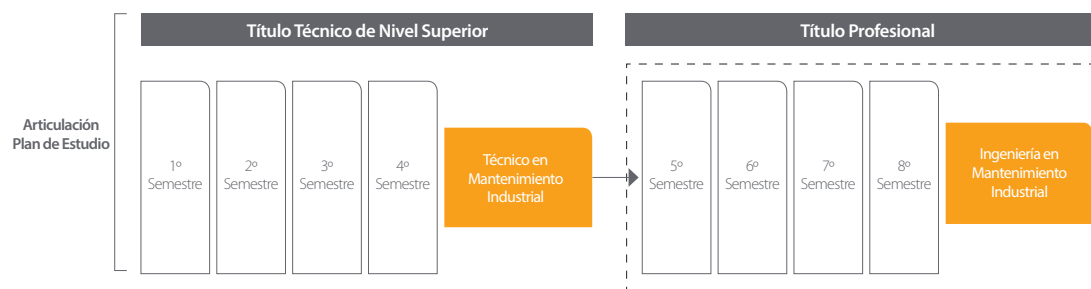 Título Técnico de Nivel Superior
Título Profesional
Articulación
Plan de Estudio
1º
Semestre
2º
Semestre
3º
Semestre
4º
Semestre
Técnico en
Mantenimiento
Industrial
5º
Semestre
6º
Semestre
7º
Semestre
8º
Semestre
Ingeniería en
Mantenimiento
Industrial